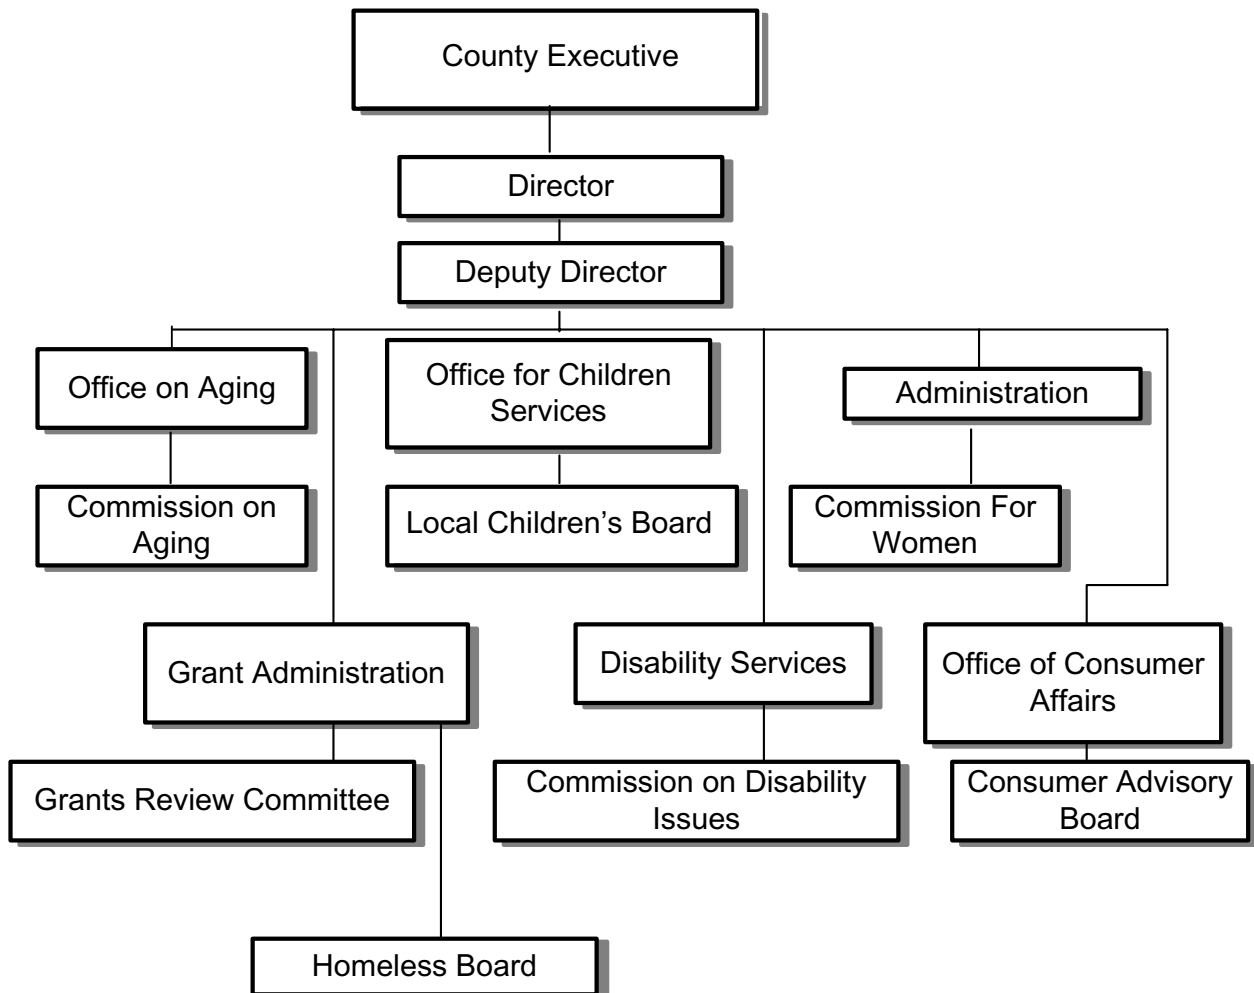 County Executive
Director
Deputy Director
Office on Aging
Office for Children
Services
Administration
Commission on
Aging
Local Children’s Board
Commission For
Women
Grant Administration
Disability Services
Office of Consumer
Affairs
Grants Review Committee
Commission on Disability
Issues
Consumer Advisory
Board
Homeless Board